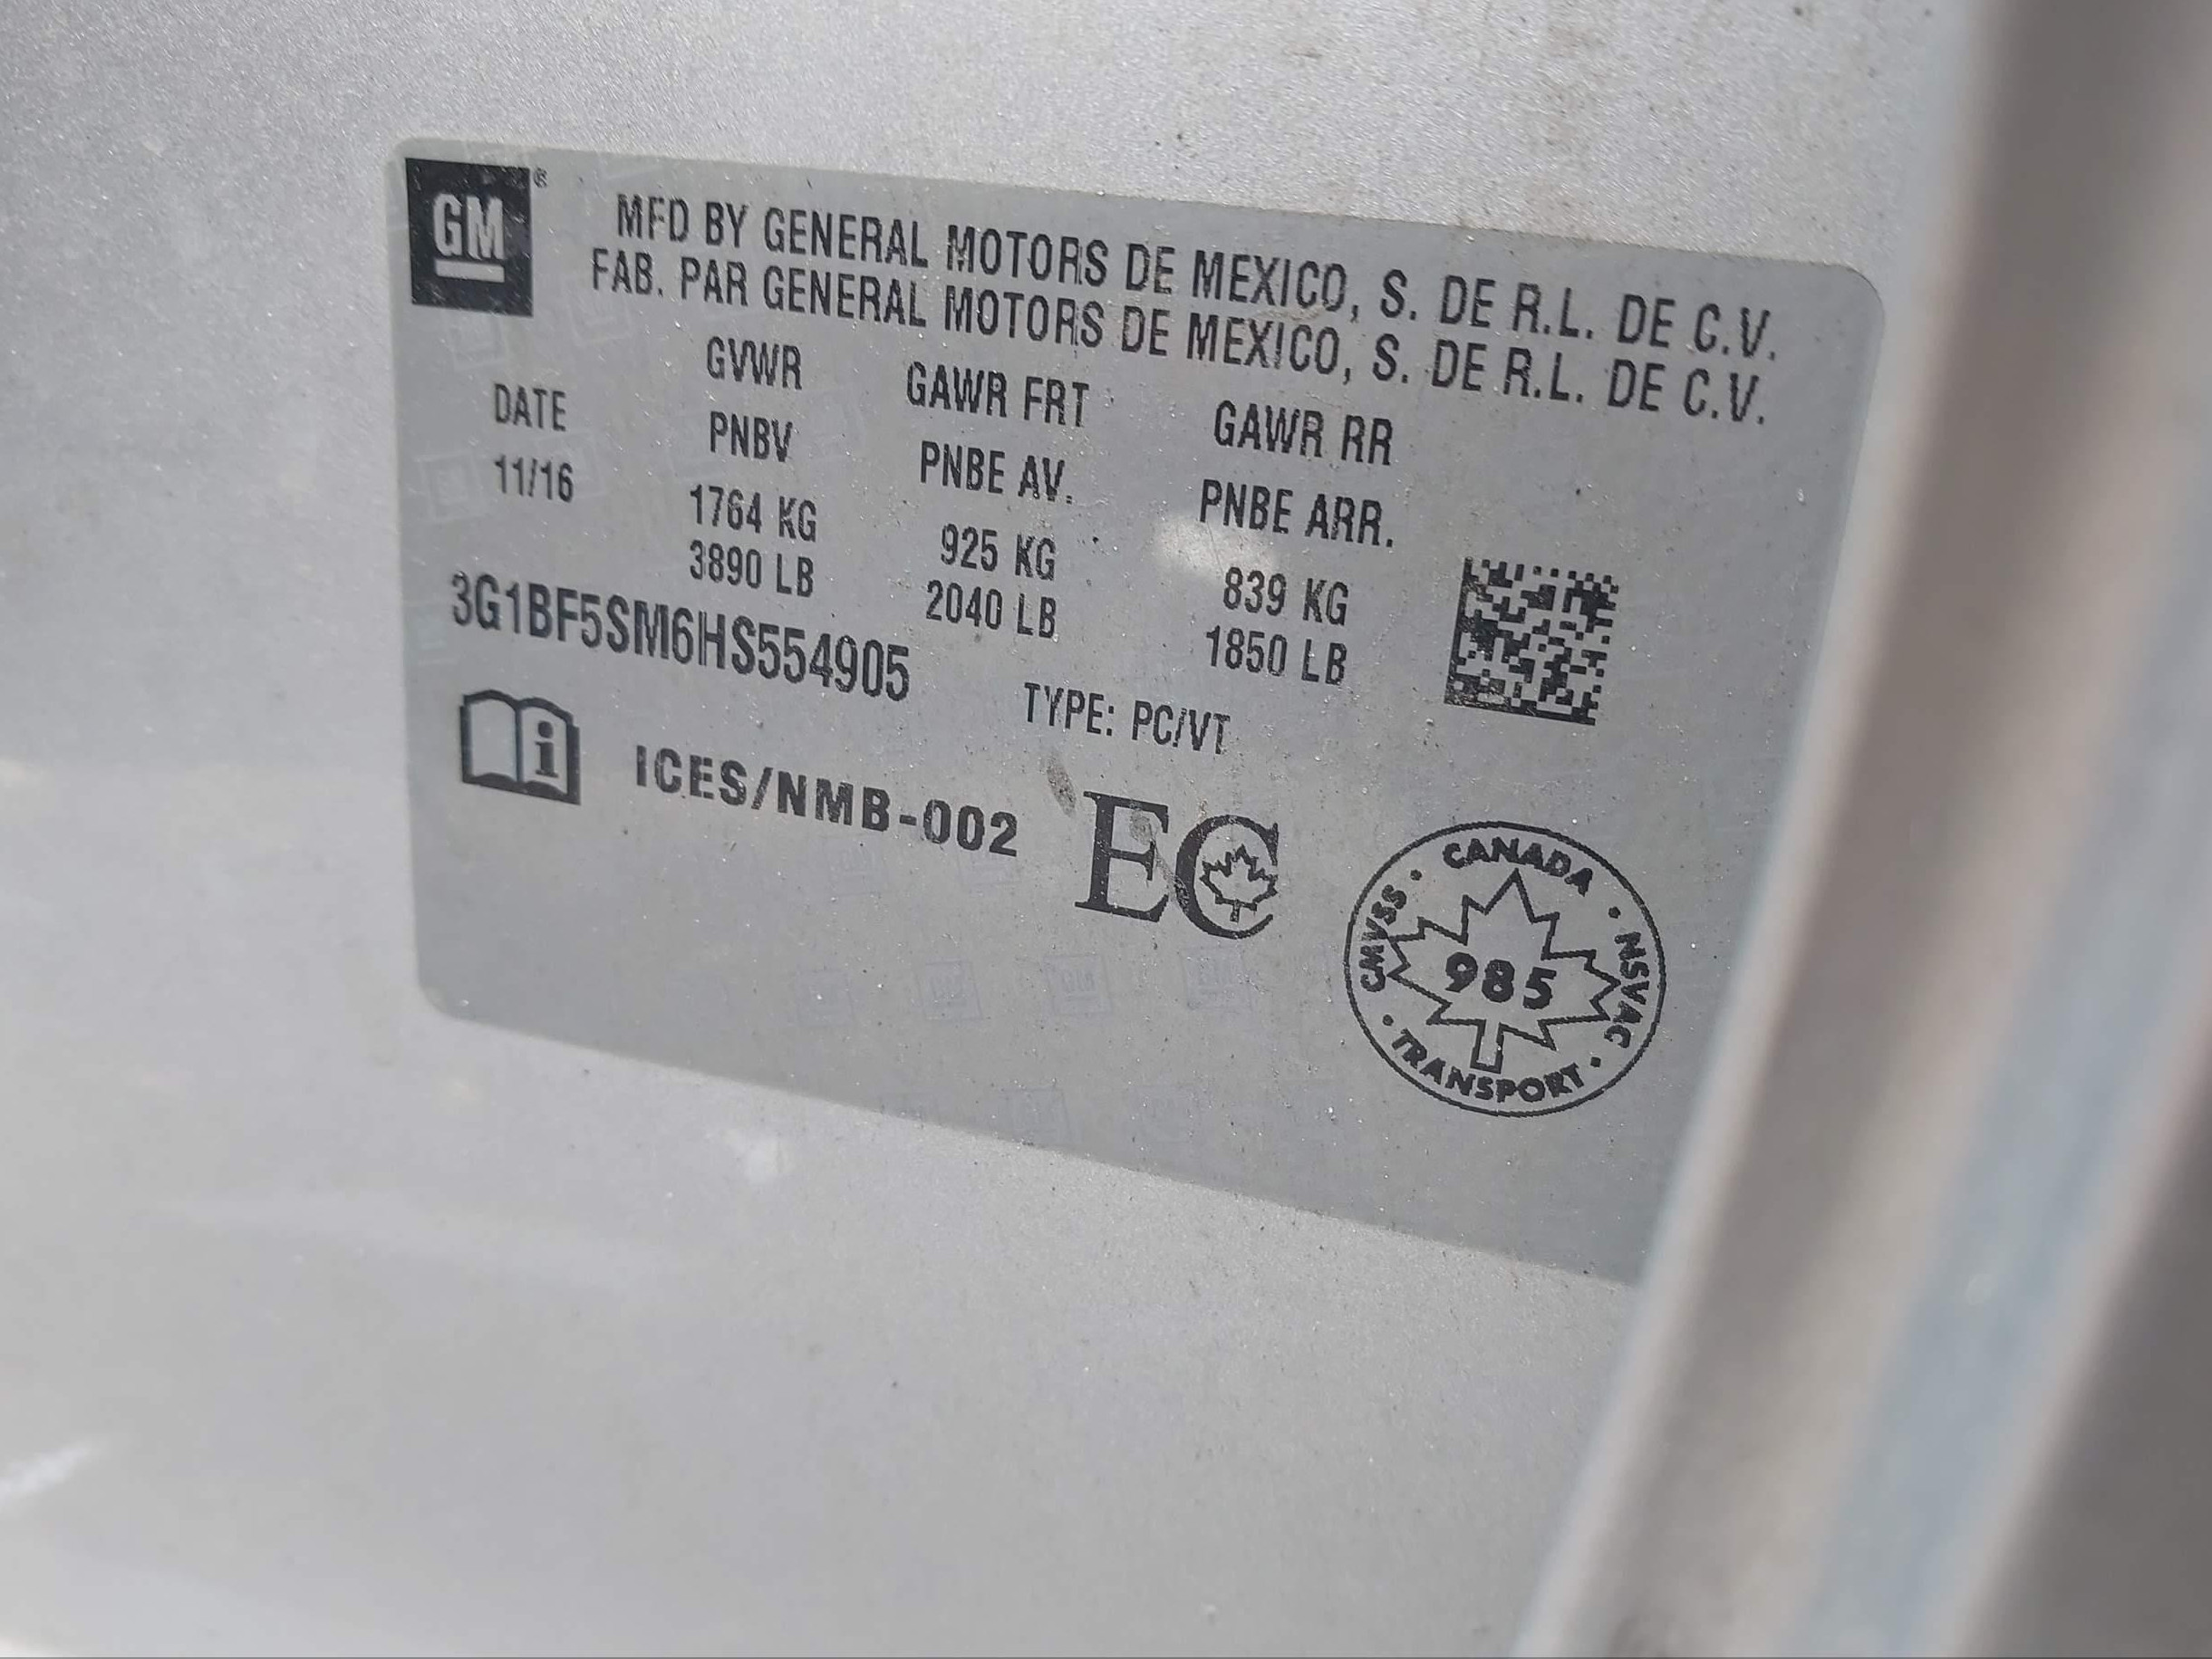 GM®
MFD BY GENERAL MOTORS DE MEXICO, S. DE R.L. DE C.V.
FAB. PAR GENERAL MOTORS DE MEXICO, S. DE R.L. DE C.V.
DATE GVWR GAWR FRT GAWR RR
11/16 PNBV PNBE AV. PNBE ARR.
1764 KG 925 KG 839 KG
3890 LB 2040 LB 1850 LB
3G1BF5SM6HS554905 TYPE: PC/VT
i ICES/NMB-002 EC
CANADA · NSVAC · TRANSPORT · CMVSS ·
985